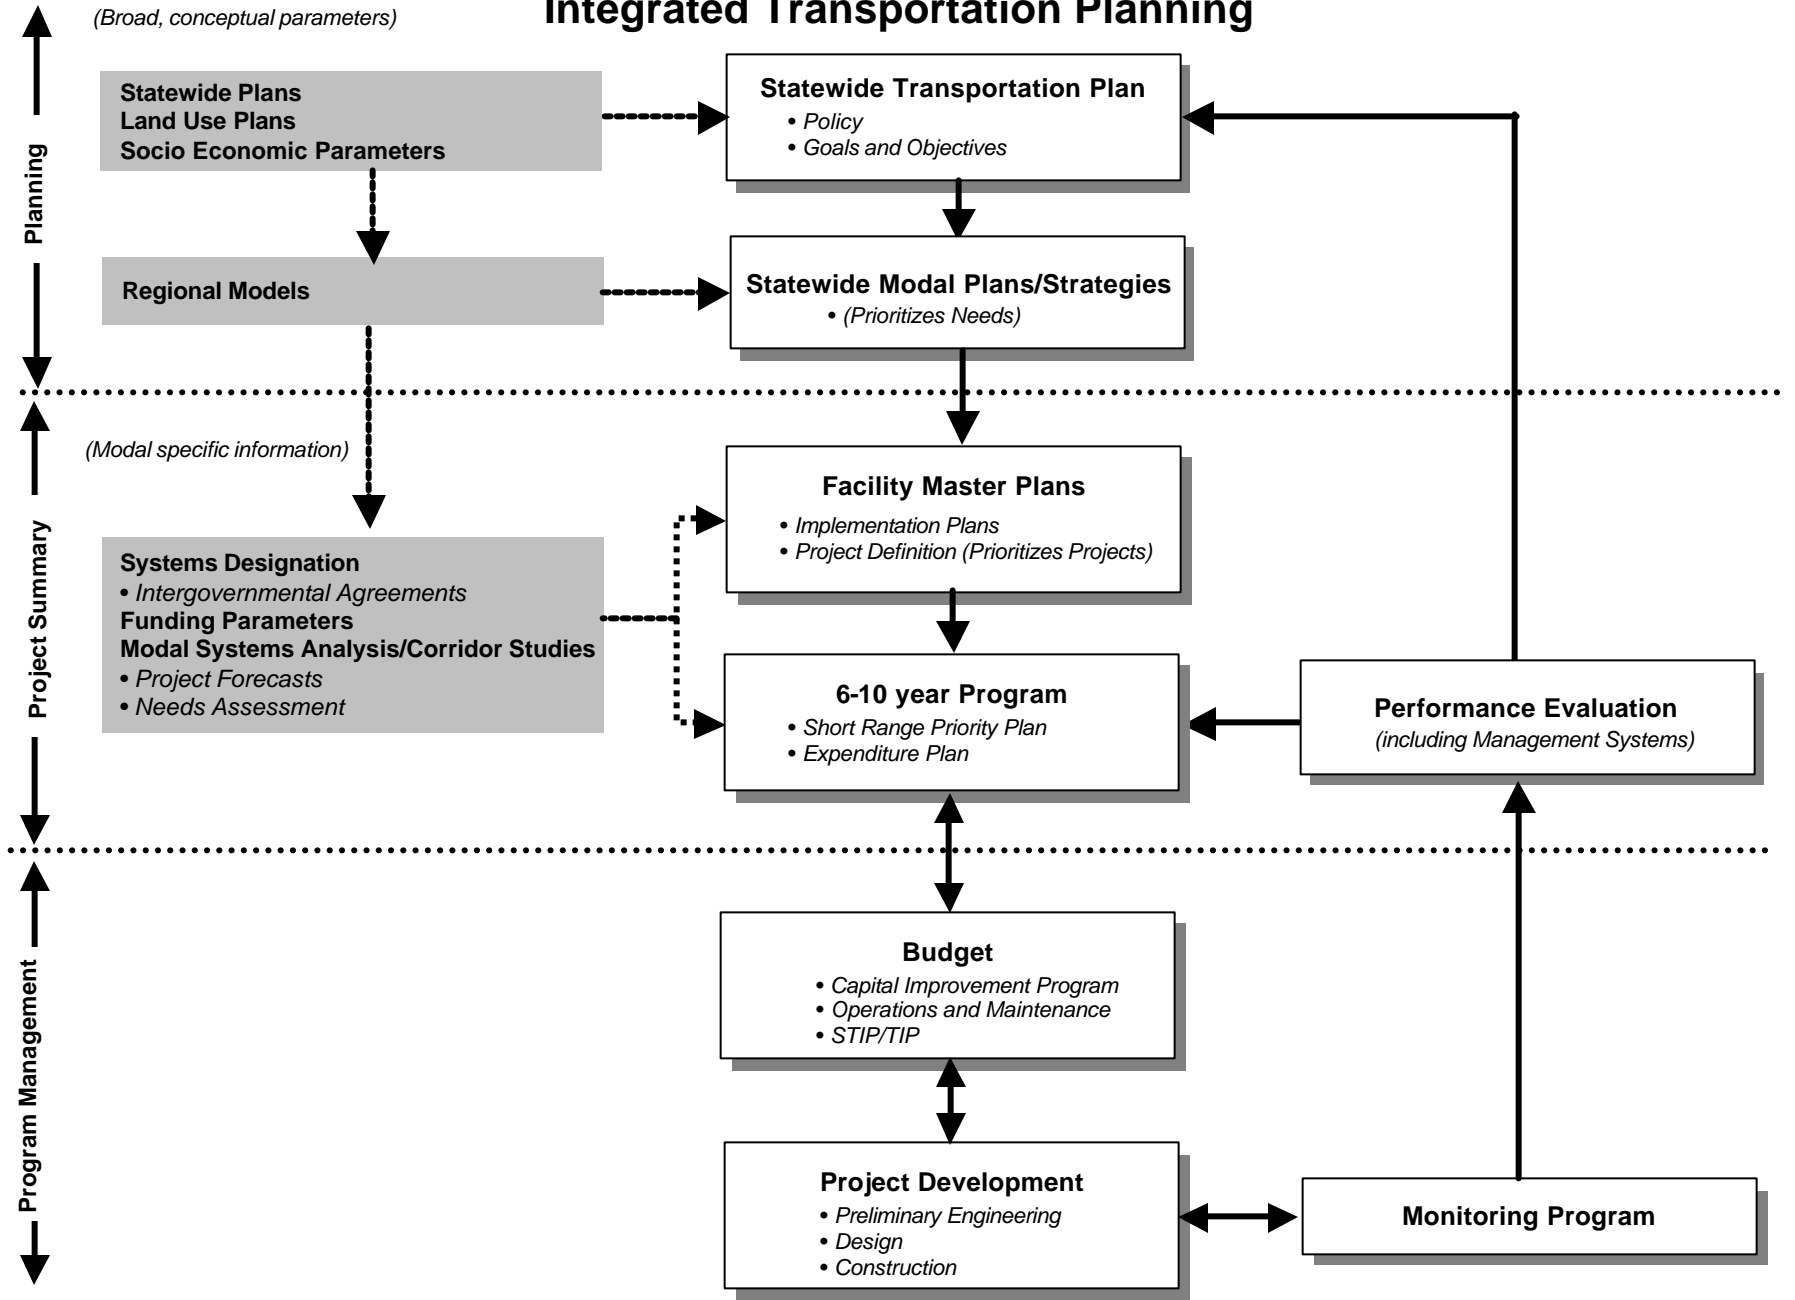 Integrated Transportation Planning
(Broad, conceptual parameters)
Planning
Statewide Plans
Land Use Plans
Socio Economic Parameters
Statewide Transportation Plan
• Policy
• Goals and Objectives
Regional Models
Statewide Modal Plans/Strategies
• (Prioritizes Needs)
Project Summary
(Modal specific information)
Systems Designation
• Intergovernmental Agreements
Funding Parameters
Modal Systems Analysis/Corridor Studies
• Project Forecasts
• Needs Assessment
Facility Master Plans
• Implementation Plans
• Project Definition (Prioritizes Projects)
6-10 year Program
• Short Range Priority Plan
• Expenditure Plan
Performance Evaluation
(including Management Systems)
Program Management
Budget
• Capital Improvement Program
• Operations and Maintenance
• STIP/TIP
Project Development
• Preliminary Engineering
• Design
• Construction
Monitoring Program